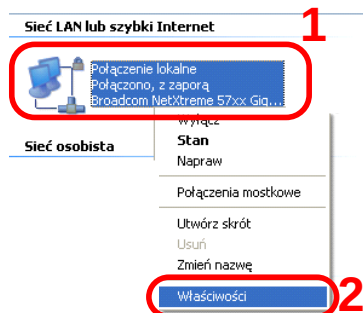 1
Sieć LAN lub szybki Internet
Połączenie lokalne
Połączono, z zaporą
Broadcom NetXtreme 57xx Gig...
Wyłącz
Stan
Sieć osobista
Napraw
Połączenia mostkowe
Utwórz skrót
Usuń
Zmień nazwę
Właściwości
2